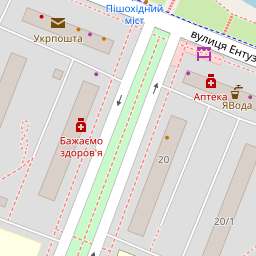 Пішохідний
міст
вулиця Ентуз
Укрпошта
Аптека
ЯВода
Бажаємо
здоров'я
20
20/1